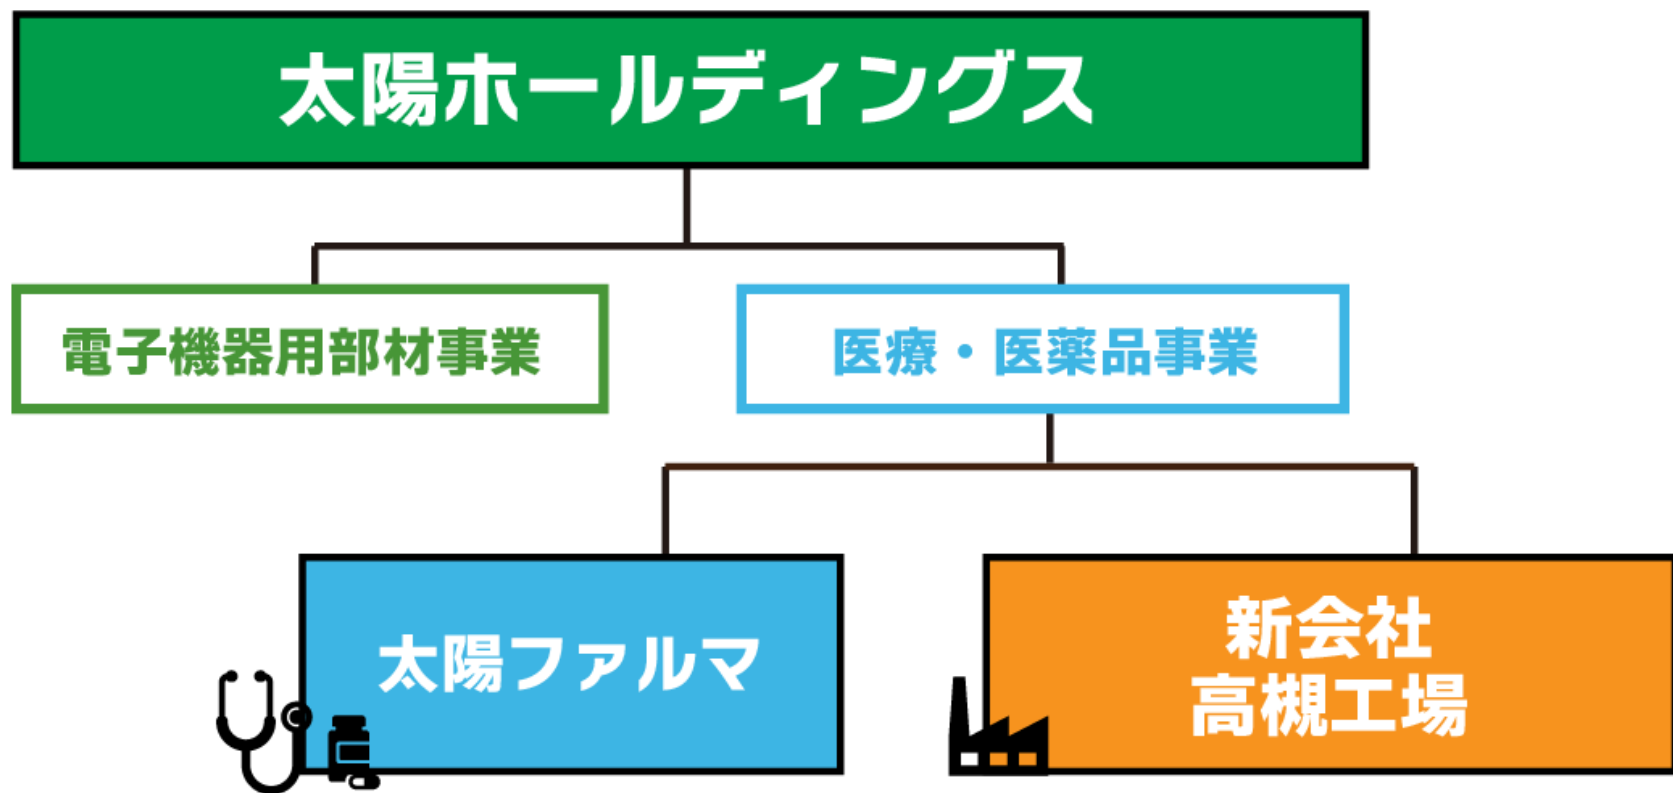 太陽ホールディングス
電子機器用部材事業
医療・医薬品事業
太陽ファルマ
新会社
高槻工場